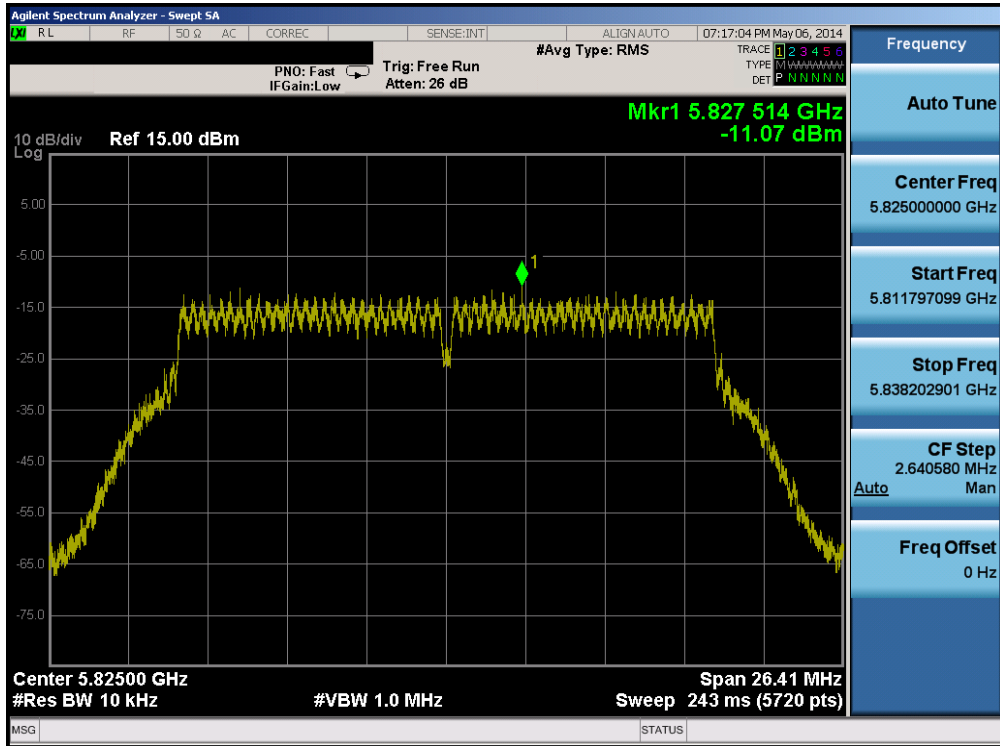 Agilent Spectrum Analyzer - Swept SA
LXI RL RF 50 Ω AC CORREC SENSE:INT ALIGN AUTO 07:17:04 PM May 06, 2014
#Avg Type: RMS TRACE 1 2 3 4 5 6
PNO: Fast Trig: Free Run TYPE M WWWWW
IFGain:Low Atten: 26 dB DET P N N N N N
Mkr1 5.827 514 GHz
-11.07 dBm
10 dB/div Ref 15.00 dBm
Log
5.00
-5.00
1
-15.0
-25.0
-35.0
-45.0
-55.0
-65.0
-75.0
Center 5.82500 GHz Span 26.41 MHz
#Res BW 10 kHz #VBW 1.0 MHz Sweep 243 ms (5720 pts)
MSG STATUS
Frequency
Auto Tune
Center Freq
5.825000000 GHz
Start Freq
5.811797099 GHz
Stop Freq
5.838202901 GHz
CF Step
2.640580 MHz
Auto Man
Freq Offset
0 Hz